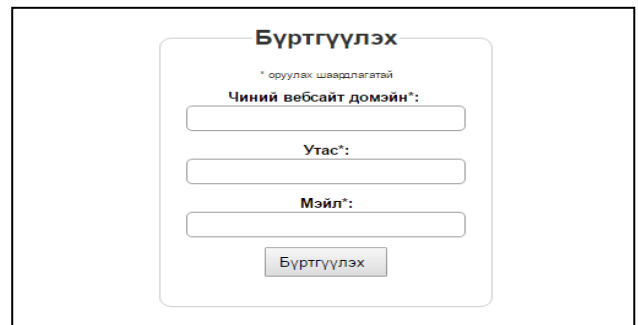 Бүртгүүлэх
* оруулах шаардлагатай
Чиний вебсайт домэйн*:
Утас*:
Мэйл*:
Бүртгүүлэх